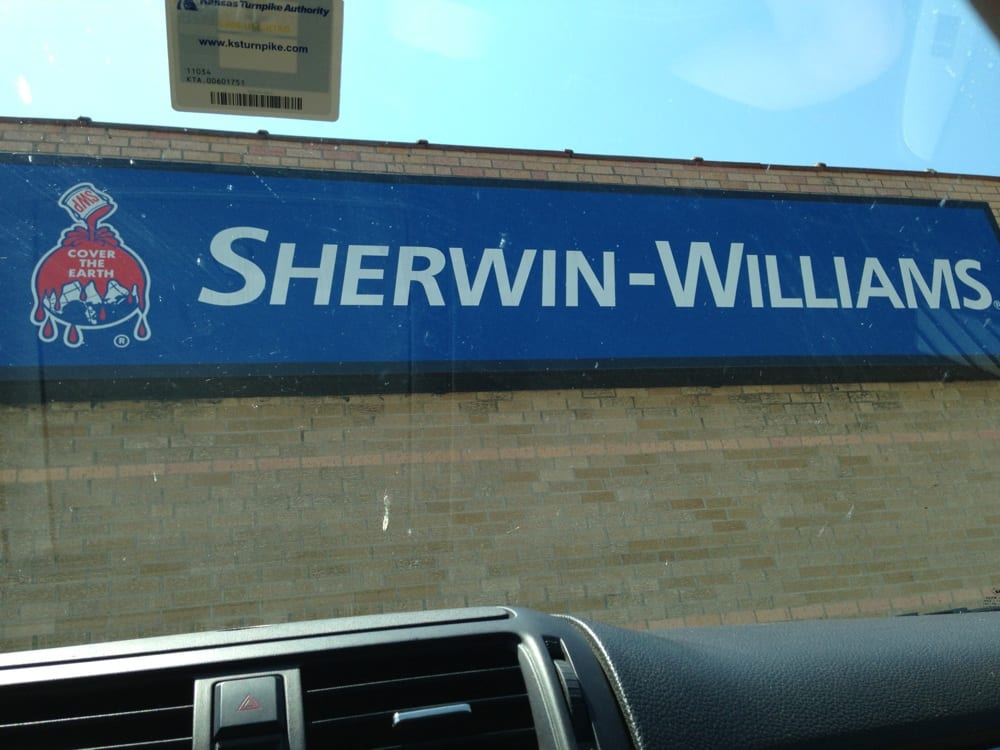 Kansas Turnpike Authority
www.ksturnpike.com
11034
KTA.00601751
SWP
COVER
THE
EARTH
®
SHERWIN-WILLIAMS®